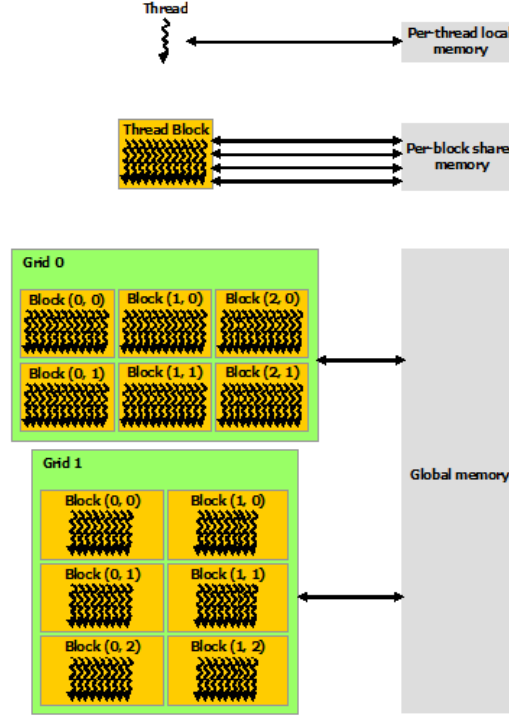 Thread
Per-thread local
memory
Thread Block
Per-block share
memory
Grid 0
Block (0, 0) Block (1, 0) Block (2, 0)
Block (0, 1) Block (1, 1) Block (2, 1)
Global memory
Grid 1
Block (0, 0) Block (1, 0)
Block (0, 1) Block (1, 1)
Block (0, 2) Block (1, 2)